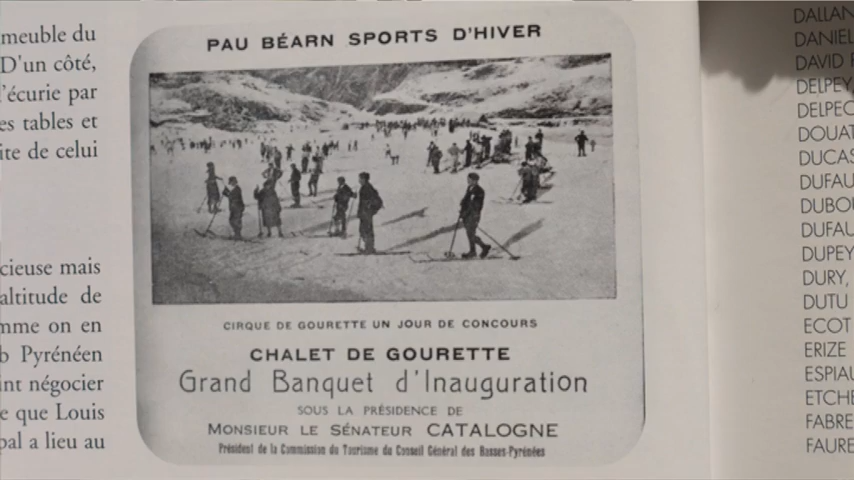 meuble du
D'un côté,
l'écurie par
es tables et
ite de celui
cieuse mais
altitude de
mme on en
b Pyrénéen
int négocier
e que Louis
pal a lieu au
PAU BÉARN SPORTS D'HIVER
CIRQUE DE GOURETTE UN JOUR DE CONCOURS
CHALET DE GOURETTE
Grand Banquet d'Inauguration
SOUS LA PRÉSIDENCE DE
MONSIEUR LE SÉNATEUR CATALOGNE
Président de la Commission du Tourisme du Conseil Général des Basses-Pyrénées
DALLAN
DANIEL
DAVID
DELPEY
DELPEC
DOUAT
DUCAS
DUFAU
DUBOU
DUFAU
DUPEY
DURY,
DUTU
ECOT
ERIZE
ESPIAU
ETCHE
FABRE
FAURE